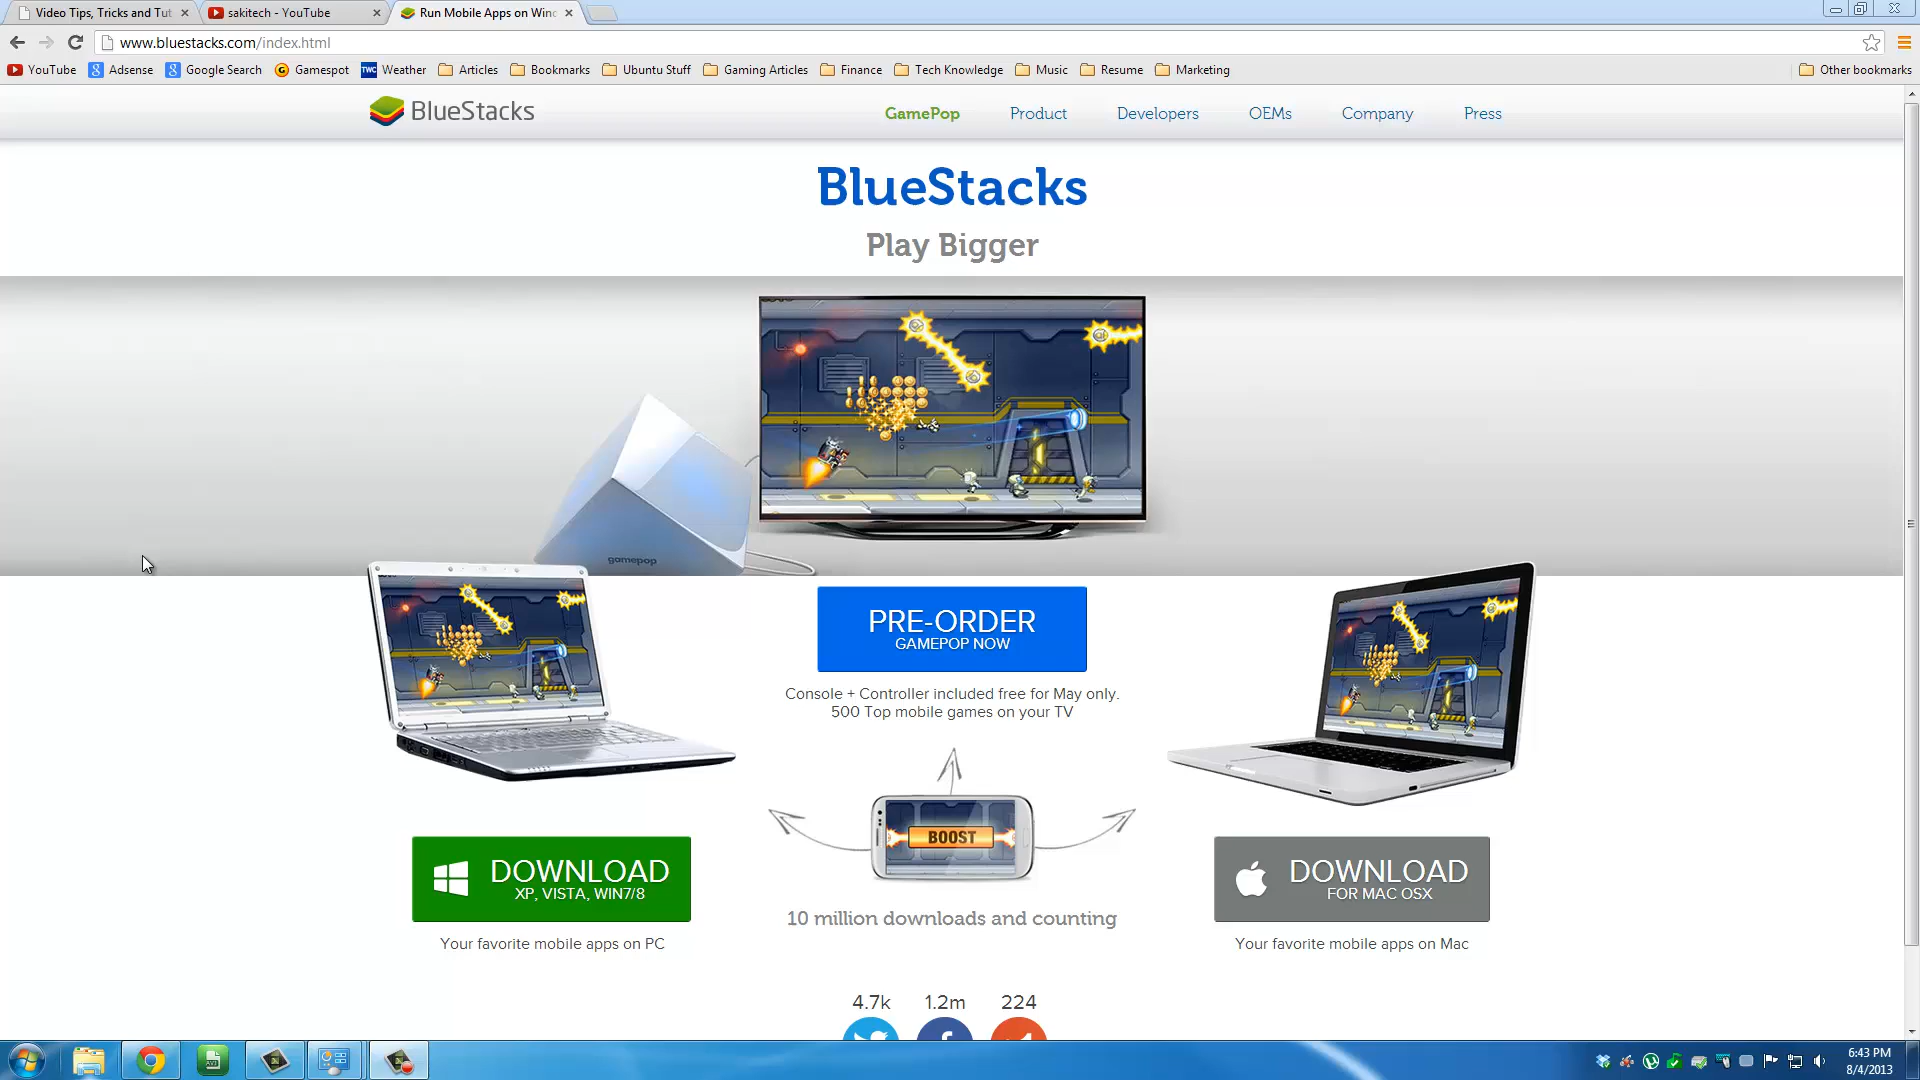 Video Tips, Tricks and Tut
sakitech - YouTube
Run Mobile Apps on Wind
www.bluestacks.com/index.html
YouTube
Adsense
Google Search
Gamespot
TWC
Weather
Articles
Bookmarks
Ubuntu Stuff
Gaming Articles
Finance
Tech Knowledge
Music
Resume
Marketing
Other bookmarks
BlueStacks
GamePop
Product
Developers
OEMs
Company
Press
BlueStacks
Play Bigger
gamepop
PRE-ORDER
GAMEPOP NOW
Console + Controller included free for May only.
500 Top mobile games on your TV
BOOST
DOWNLOAD
XP, VISTA, WIN7/8
Your favorite mobile apps on PC
10 million downloads and counting
DOWNLOAD
FOR MAC OSX
Your favorite mobile apps on Mac
4.7k
1.2m
224
6:43 PM
8/4/2013